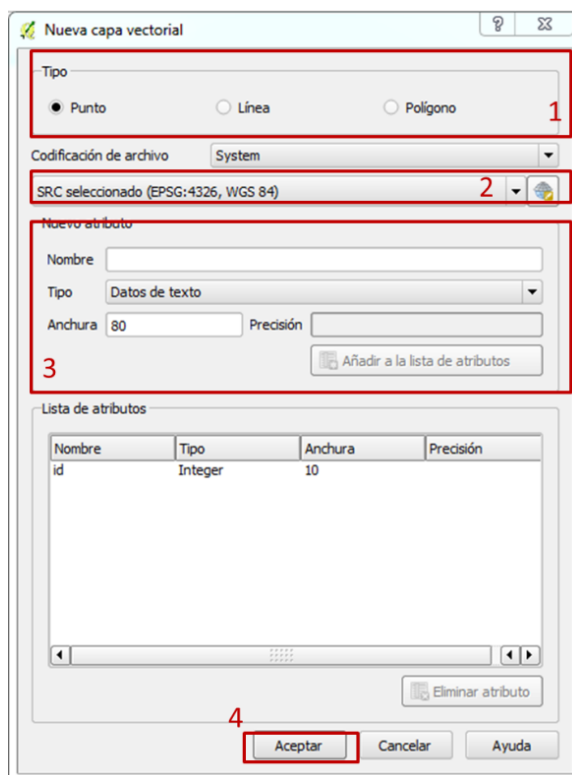 Nueva capa vectorial
Tipo
Punto Línea Polígono 1
Codificación de archivo System
SRC seleccionado (EPSG:4326, WGS 84) 2
Nuevo atributo
Nombre
Tipo Datos de texto
Anchura 80 Precisión
3 Añadir a la lista de atributos
Lista de atributos
Nombre Tipo Anchura Precisión
id Integer 10
Eliminar atributo
4
Aceptar Cancelar Ayuda